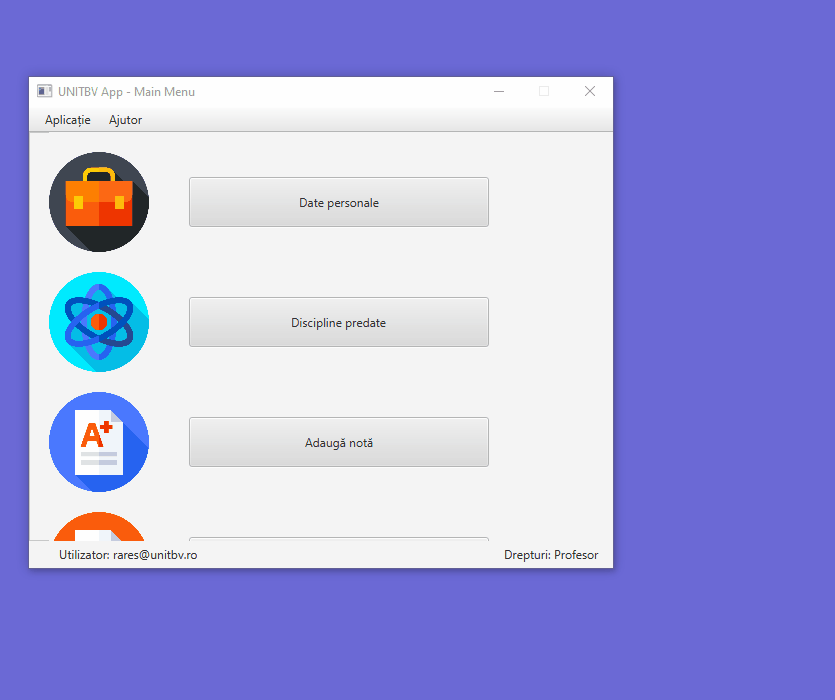 UNITBV App - Main Menu
Aplicație Ajutor
Date personale
Discipline predate
A+
Adaugă notă
Utilizator: rares@unitbv.ro Drepturi: Profesor